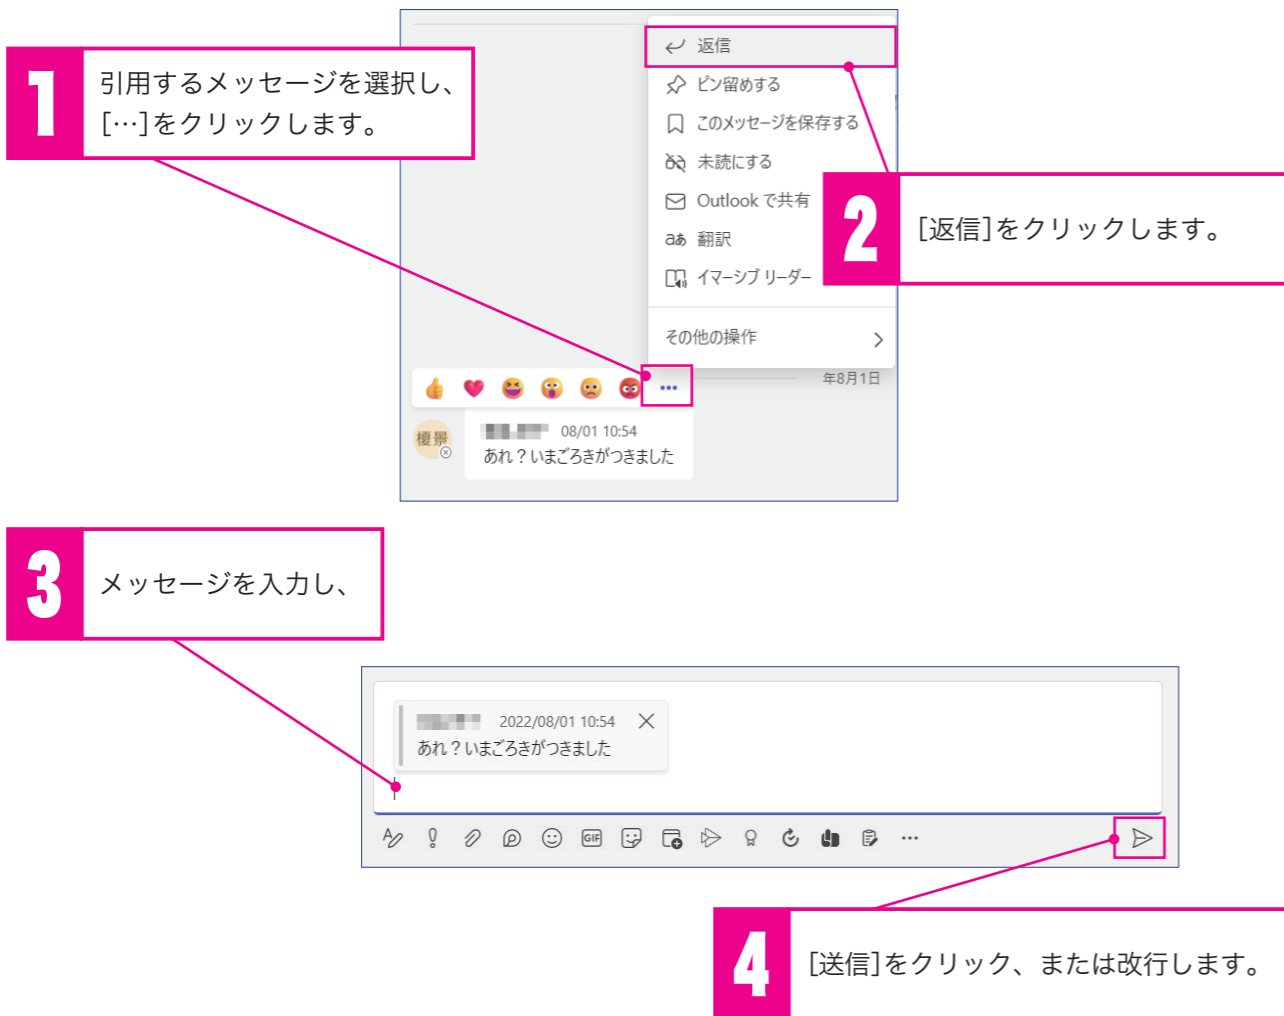 1
引用するメッセージを選択し、
[…]をクリックします。
返信
ピン留めする
このメッセージを保存する
未読にする
Outlook で共有
aあ 翻訳
イマーシブ リーダー
その他の操作
2
[返信]をクリックします。
年8月1日
榎景
08/01 10:54
あれ？いまごろきがつきました
3
メッセージを入力し、
2022/08/01 10:54
あれ？いまごろきがつきました
GIF
4
[送信]をクリック、または改行します。